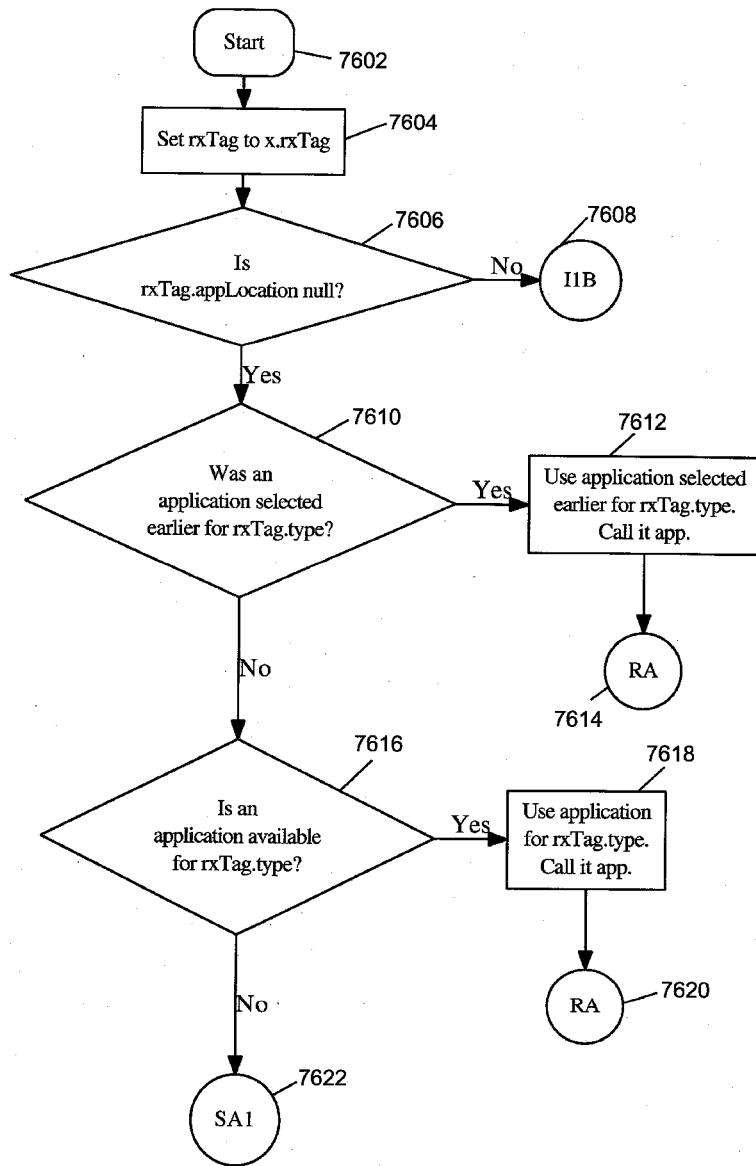 Start
7602
Set rxTag to x.rxTag
7604
7606
Is
rxTag.appLocation null?
No
7608
I1B
Yes
7610
Was an
application selected
earlier for rxTag.type?
Yes
7612
Use application selected
earlier for rxTag.type.
Call it app.
RA
7614
No
7616
Is an
application available
for rxTag.type?
Yes
7618
Use application
for rxTag.type.
Call it app.
RA
7620
No
7622
SA1